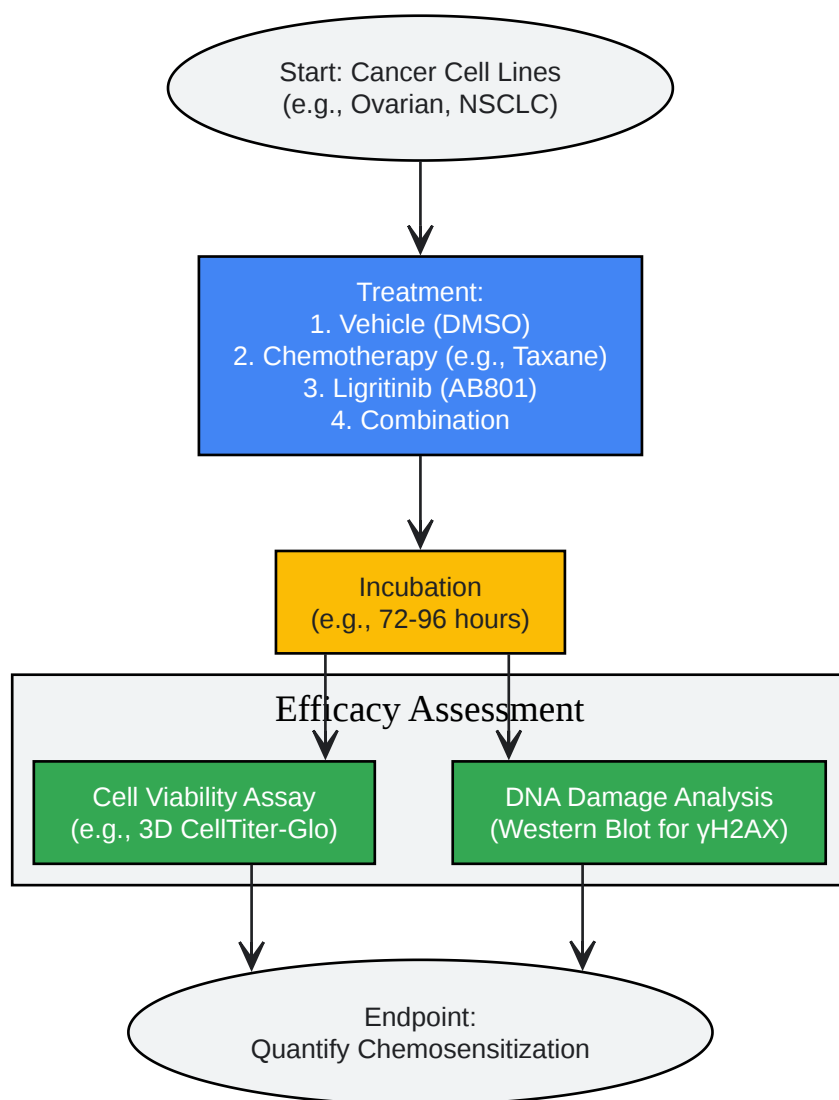 Start: Cancer Cell Lines
(e.g., Ovarian, NSCLC)
Treatment:
1. Vehicle (DMSO)
2. Chemotherapy (e.g., Taxane)
3. Ligritinib (AB801)
4. Combination
Incubation
(e.g., 72-96 hours)
Efficacy Assessment
Cell Viability Assay
(e.g., 3D CellTiter-Glo)
DNA Damage Analysis
(Western Blot for γH2AX)
Endpoint:
Quantify Chemosensitization